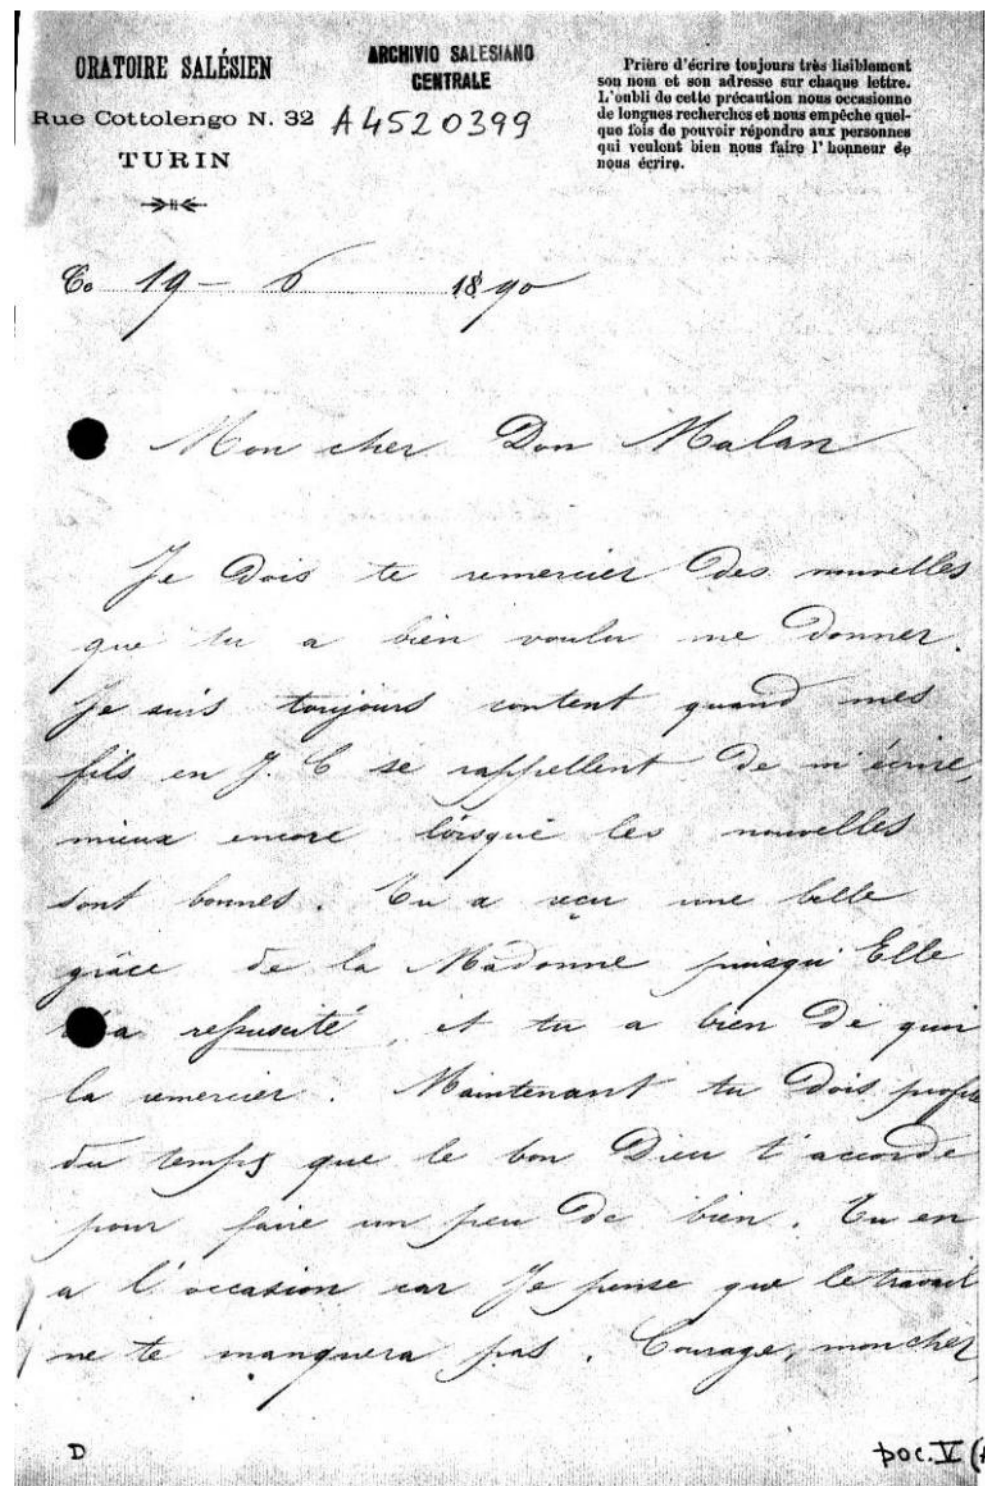 ORATOIRE SALÉSIEN
Rue Cottolengo N. 32
TURIN
ARCHIVIO SALESIANO
CENTRALE
A4520399
Prière d'écrire toujours très lisiblement
son nom et son adresse sur chaque lettre.
L'oubli de cette précaution nous occasionne
de longues recherches et nous empêche quel-
que fois de pouvoir répondre aux personnes
qui veulent bien nous faire l'honneur de
nous écrire.
Le 19 - 6 1890
Mon cher Don Malan
Je dois te remercier des nouvelles
que tu a bien voulu me donner.
Je suis toujours content quand mes
fils en J. C se rappellent de m'écrire,
mieux encore lorsque les nouvelles
sont bonnes. Tu a reçu une belle
grâce de la Madonne puisqu'Elle
a ressuscité, et tu a bien de quoi
la remercier. Maintenant tu dois
du temps que le bon Dieu t'accorde
pour faire un peu de bien. Tu en
a l'occasion car Je pense que le travail
ne te manquera pas. Courage, mon cher,
D
DOC. V (